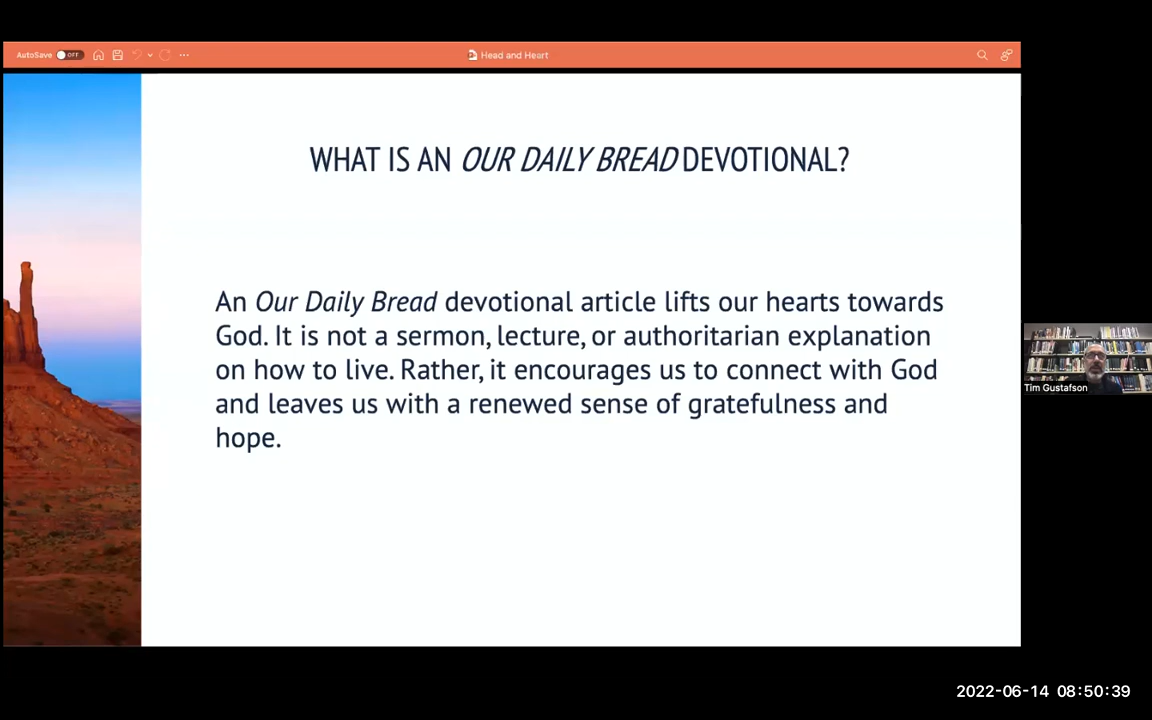 AutoSave OFF
Head and Heart
WHAT IS AN OUR DAILY BREAD DEVOTIONAL?
An Our Daily Bread devotional article lifts our hearts towards
God. It is not a sermon, lecture, or authoritarian explanation
on how to live. Rather, it encourages us to connect with God
and leaves us with a renewed sense of gratefulness and
hope.
Tim Gustafson
2022-06-14 08:50:39